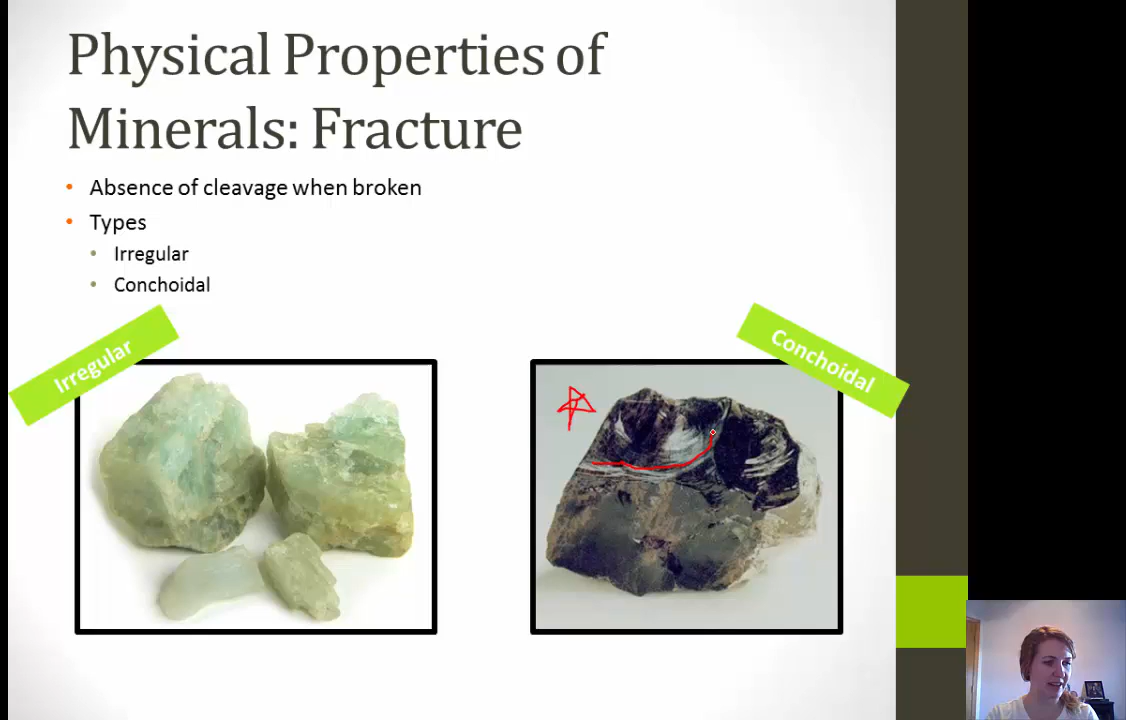 Physical Properties of
Minerals: Fracture
• Absence of cleavage when broken
• Types
• Irregular
• Conchoidal
Irregular
Conchoidal